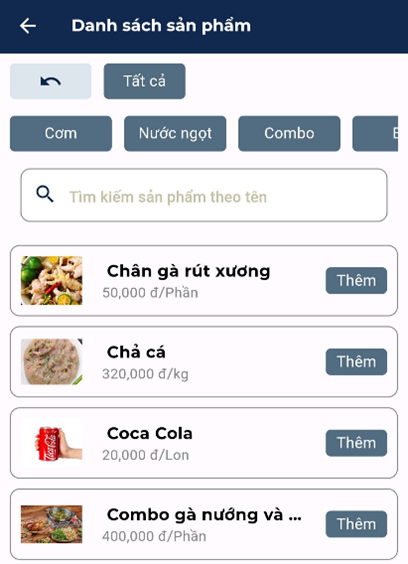 Danh sách sản phẩm
Tất cả
Cơm Nước ngọt Combo
Tìm kiếm sản phẩm theo tên
Chân gà rút xương
50,000 đ/Phần
Thêm
Chả cá
320,000 đ/kg
Thêm
Coca Cola
20,000 đ/Lon
Thêm
Combo gà nướng và ...
400,000 đ/Phần
Thêm